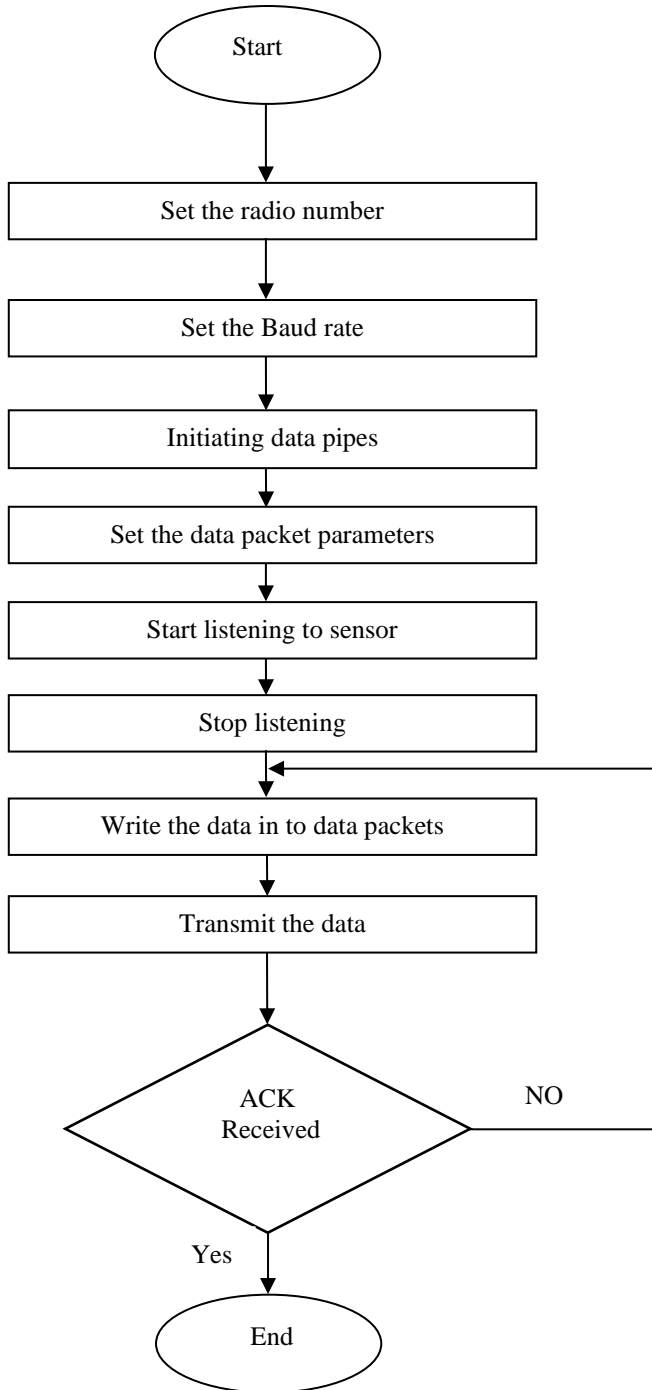 Start
Set the radio number
Set the Baud rate
Initiating data pipes
Set the data packet parameters
Start listening to sensor
Stop listening
Write the data in to data packets
Transmit the data
ACK
Received
NO
Yes
End